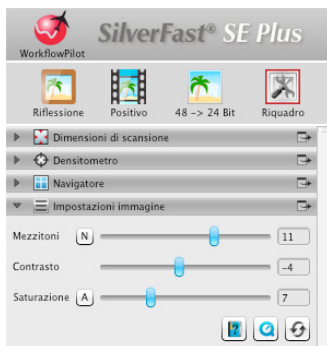 SilverFast® SE Plus
WorkflowPilot
Riflessione Positivo 48 -> 24 Bit Riquadro
Dimensioni di scansione
Densitometro
Navigatore
Impostazioni immagine
Mezzitoni N 11
Contrasto -4
Saturazione A 7
?